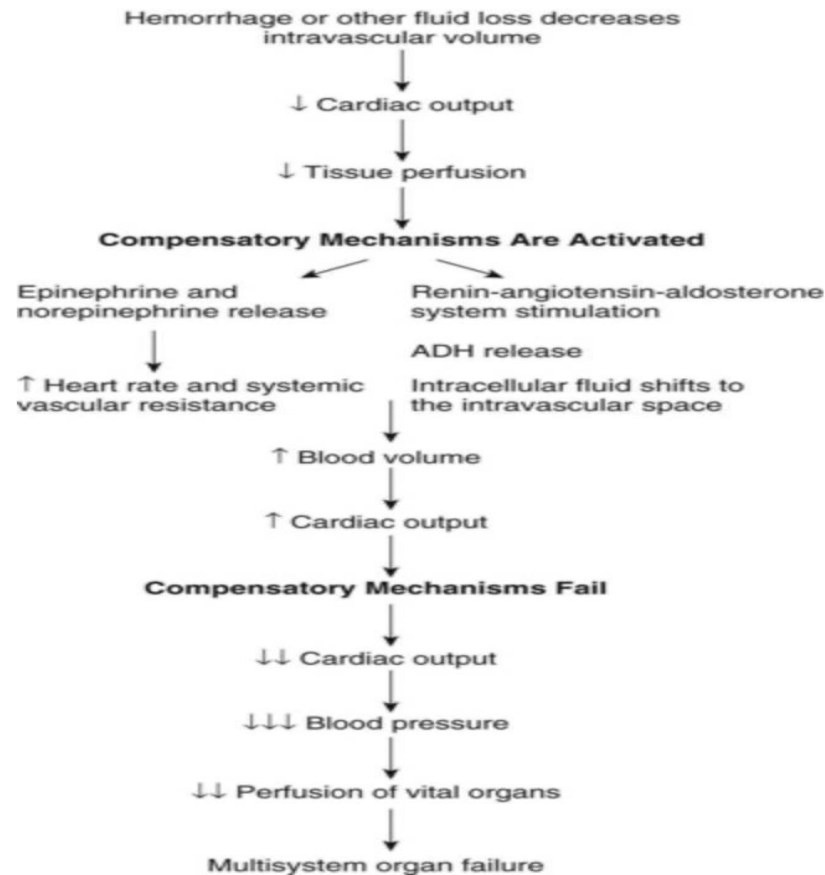 Hemorrhage or other fluid loss decreases
intravascular volume
↓ Cardiac output
↓ Tissue perfusion
Compensatory Mechanisms Are Activated
Epinephrine and
norepinephrine release
↑ Heart rate and systemic
vascular resistance
Renin-angiotensin-aldosterone
system stimulation
ADH release
Intracellular fluid shifts to
the intravascular space
↑ Blood volume
↑ Cardiac output
Compensatory Mechanisms Fail
↓↓ Cardiac output
↓↓↓ Blood pressure
↓↓ Perfusion of vital organs
Multisystem organ failure